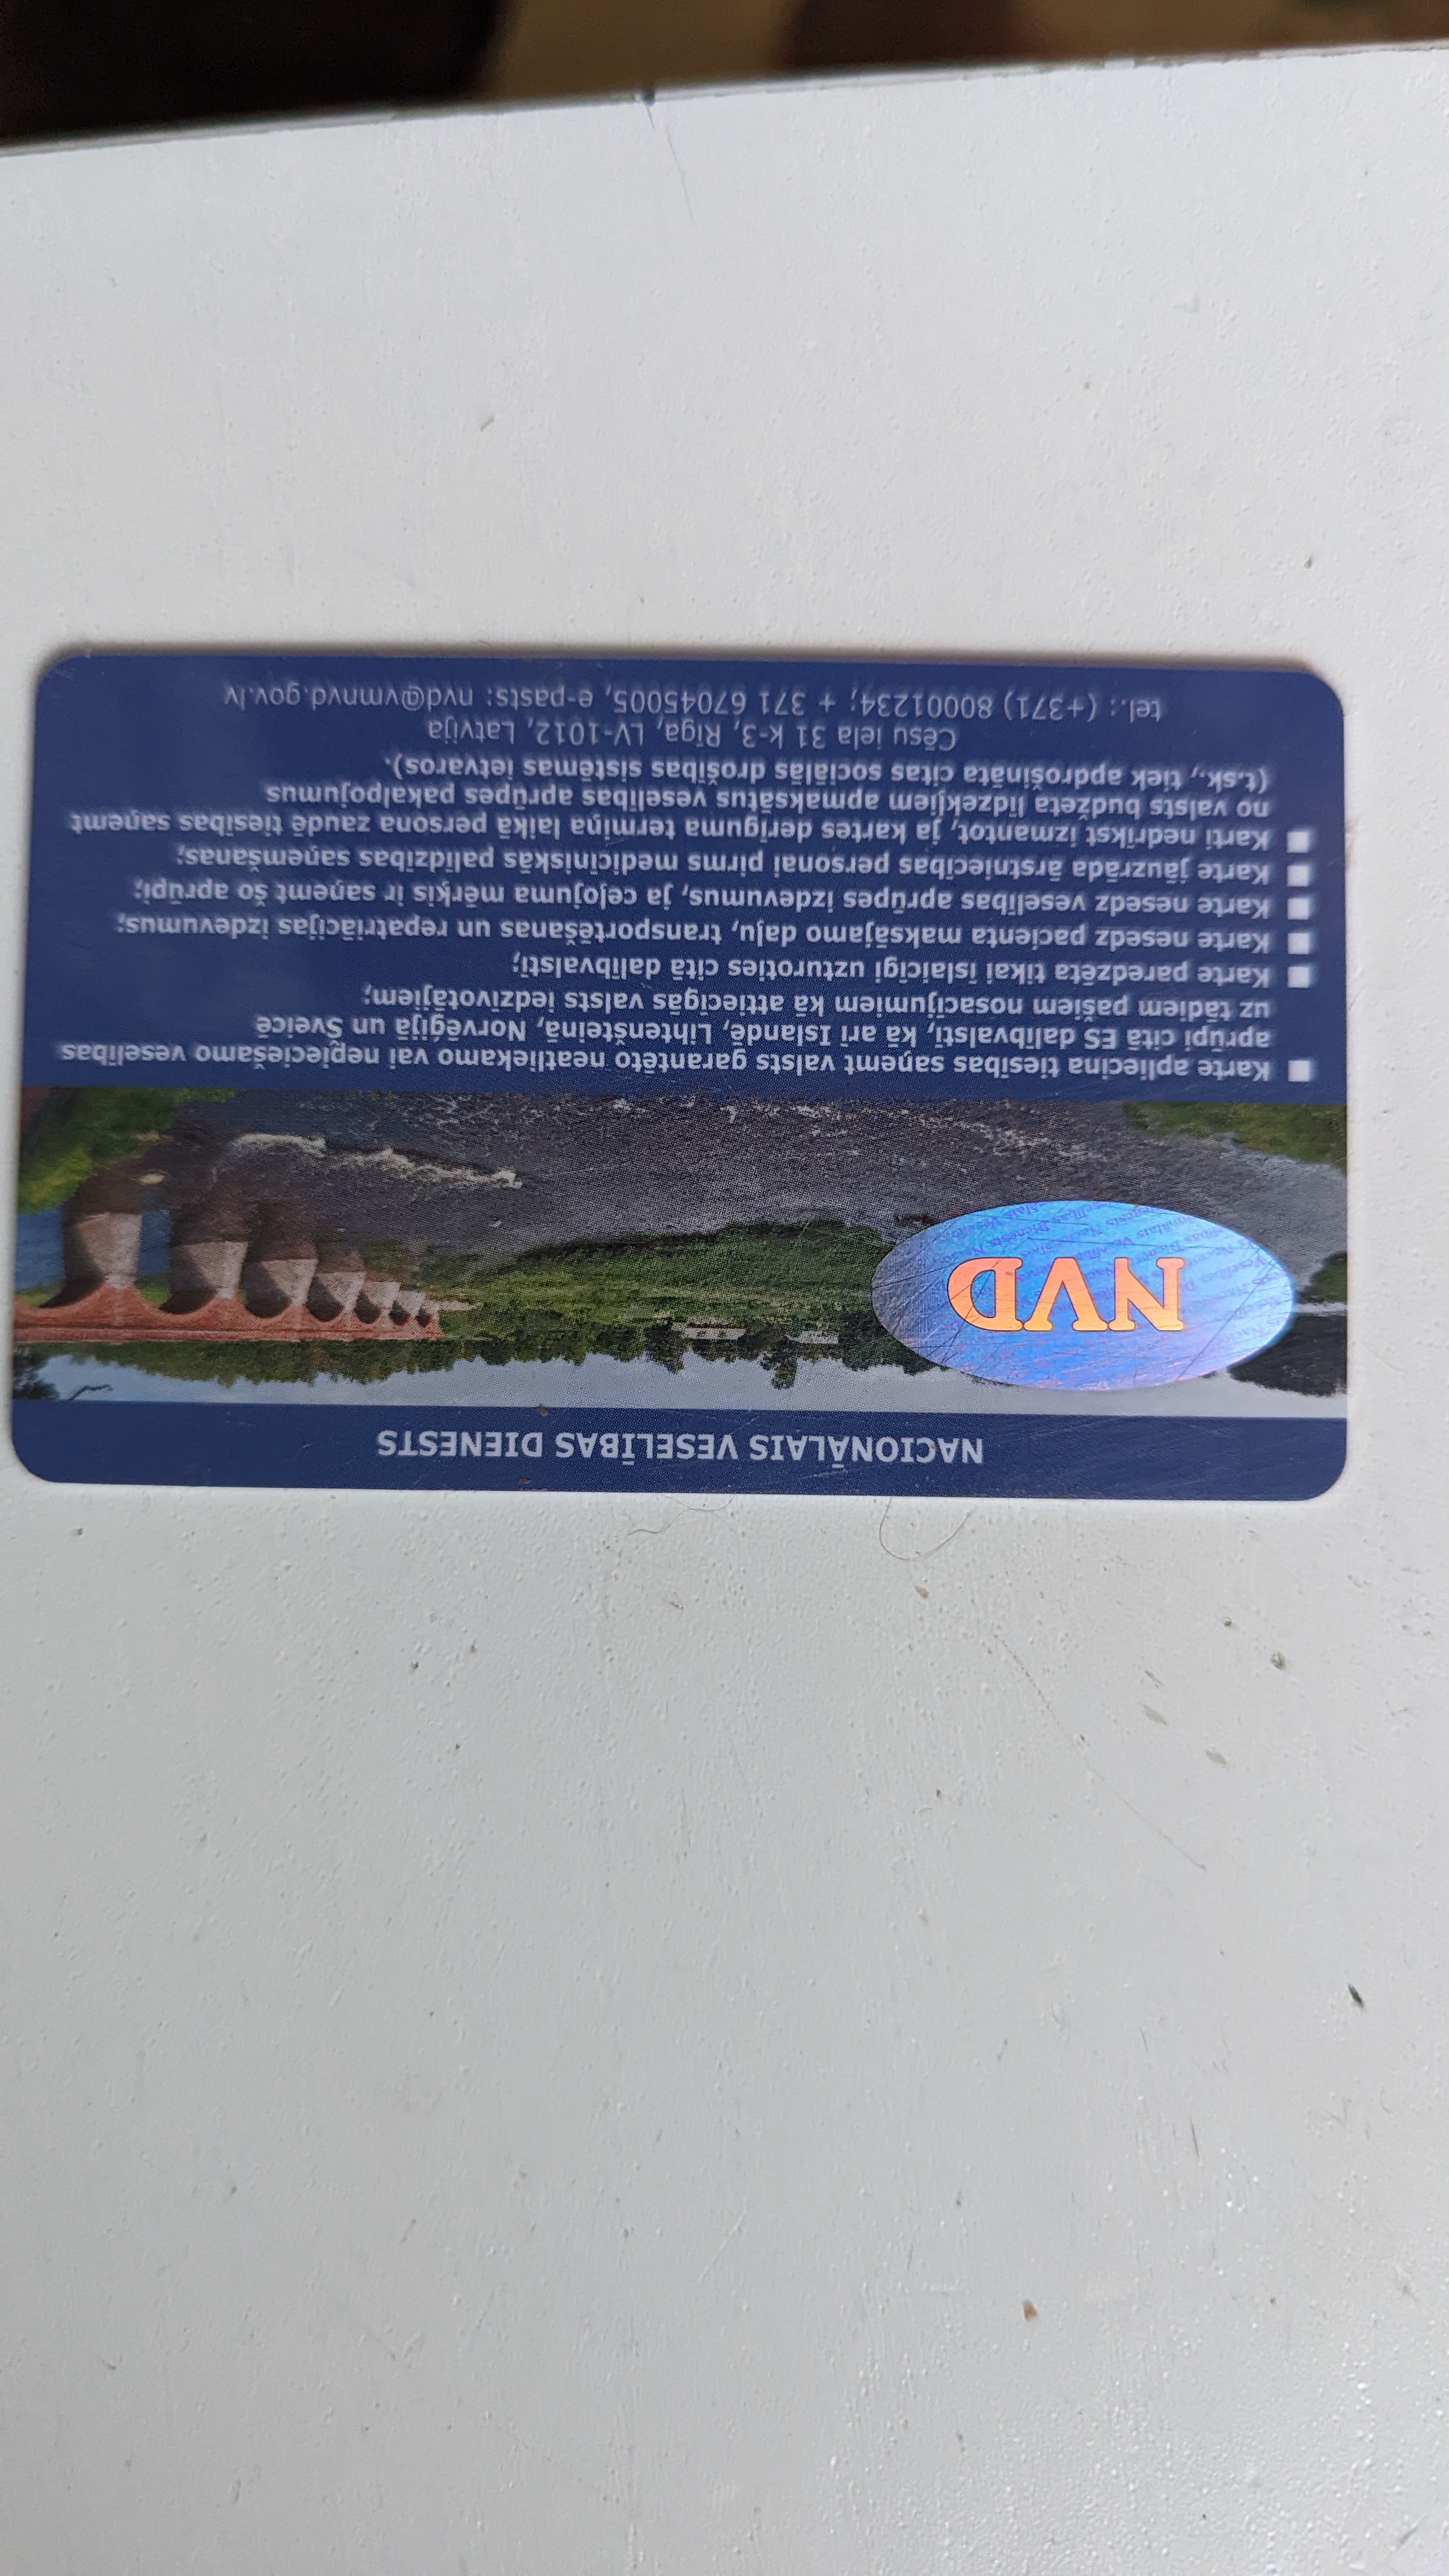 NACIONĀLAIS VESELĪBAS DIENESTS
NVD
■ Karte apliecina tiesības saņemt valsts garantēto neatliekamo vai nepieciešamo veselības
aprūpi citā ES dalībvalstī, kā arī Islandē, Lihtenšteinā, Norvēģijā un Šveicē
uz tādiem pašiem nosacījumiem kā attiecīgās valsts iedzīvotājiem;
■ Karte paredzēta tikai īslaicīgi uzturoties citā dalībvalstī;
■ Karte nesedz pacienta maksājamo daļu, transportēšanas un repatriācijas izdevumus;
■ Karte nesedz veselības aprūpes izdevumus, ja ceļojuma mērķis ir saņemt šo aprūpi;
■ Karte jāuzrāda ārstniecības personai pirms medicīniskās palīdzības saņemšanas;
■ Karti nedrīkst izmantot, ja kartes derīguma termiņa laikā persona zaudē tiesības saņemt
no valsts budžeta līdzekļiem apmaksātus veselības aprūpes pakalpojumus
(t.sk., tiek apdrošināta citas sociālās drošības sistēmas ietvaros).
Cēsu iela 31 k-3, Rīga, LV-1012, Latvija
tel.: (+371) 80001234; + 371 67045005, e-pasts: nvd@vmnvd.gov.lv